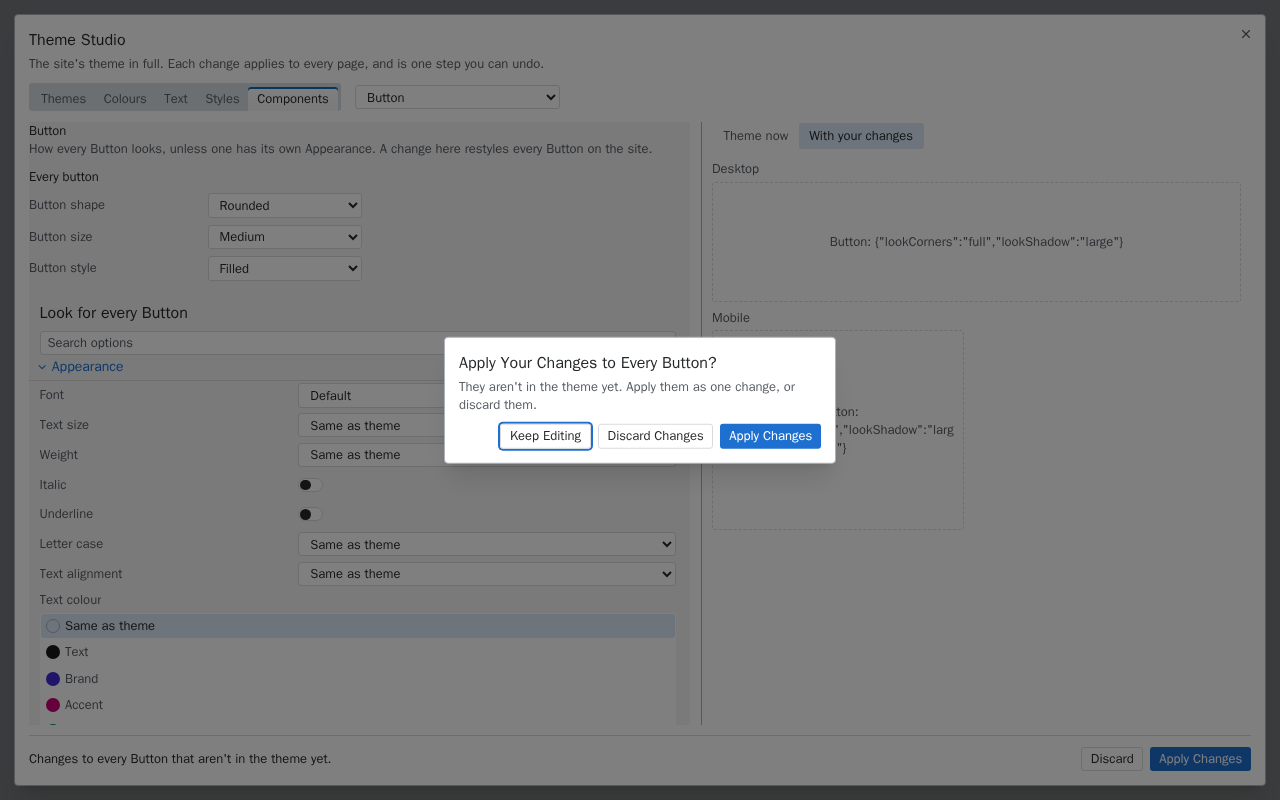 Theme Studio
The site's theme in full. Each change applies to every page, and is one step you can undo.
Themes Colours Text Styles Components Button
Button
How every Button looks, unless one has its own Appearance. A change here restyles every Button on the site.
Every button
Button shape Rounded
Button size Medium
Button style Filled
Look for every Button
Search options
Appearance
Font Default
Text size Same as theme
Weight Same as theme
Italic
Underline
Letter case Same as theme
Text alignment Same as theme
Text colour
Same as theme
Text
Brand
Accent
Theme now With your changes
Desktop
Button: {"lookCorners":"full","lookShadow":"large"}
Mobile
ton:
,"lookShadow":"larg
"}
Apply Your Changes to Every Button?
They aren't in the theme yet. Apply them as one change, or
discard them.
Keep Editing Discard Changes Apply Changes
Changes to every Button that aren't in the theme yet.
Discard Apply Changes